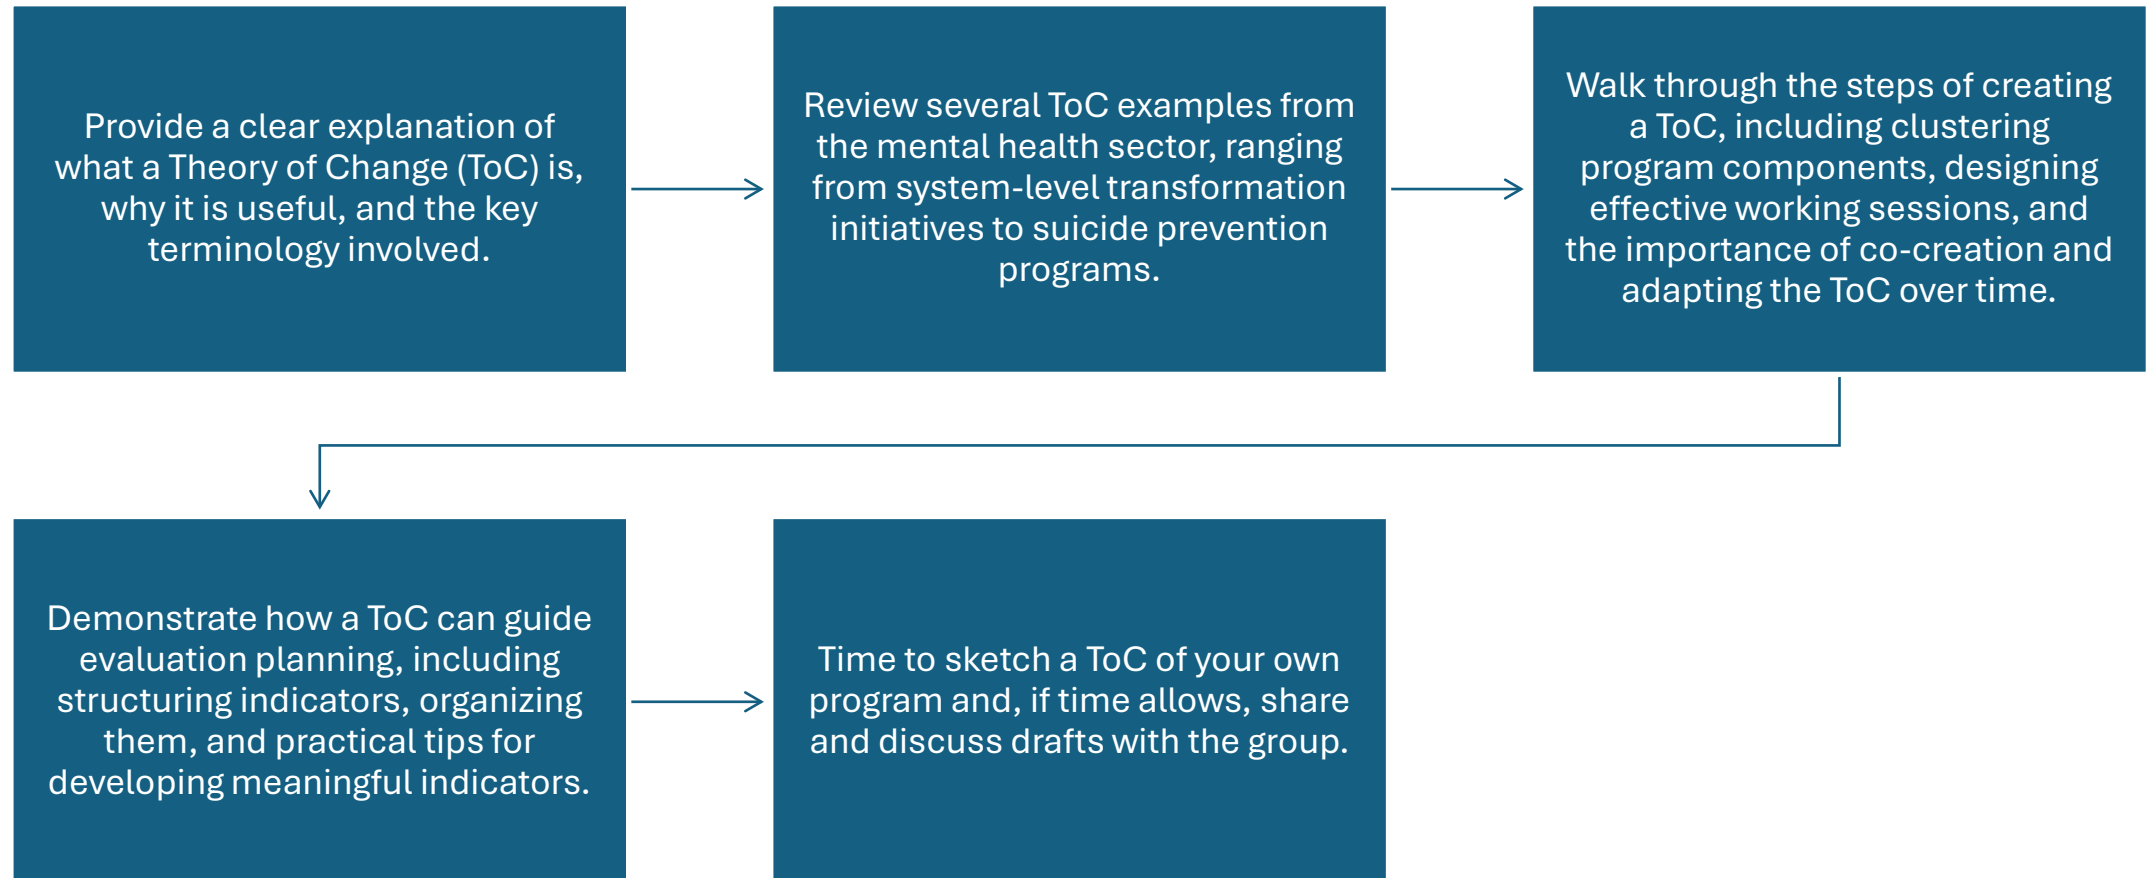 Provide a clear explanation of
what a Theory of Change (ToC) is,
why it is useful, and the key
terminology involved.
Review several ToC examples from
the mental health sector, ranging
from system-level transformation
initiatives to suicide prevention
programs.
Walk through the steps of creating
a ToC, including clustering
program components, designing
effective working sessions, and
the importance of co-creation and
adapting the ToC over time.
Demonstrate how a ToC can guide
evaluation planning, including
structuring indicators, organizing
them, and practical tips for
developing meaningful indicators.
Time to sketch a ToC of your own
program and, if time allows, share
and discuss drafts with the group.